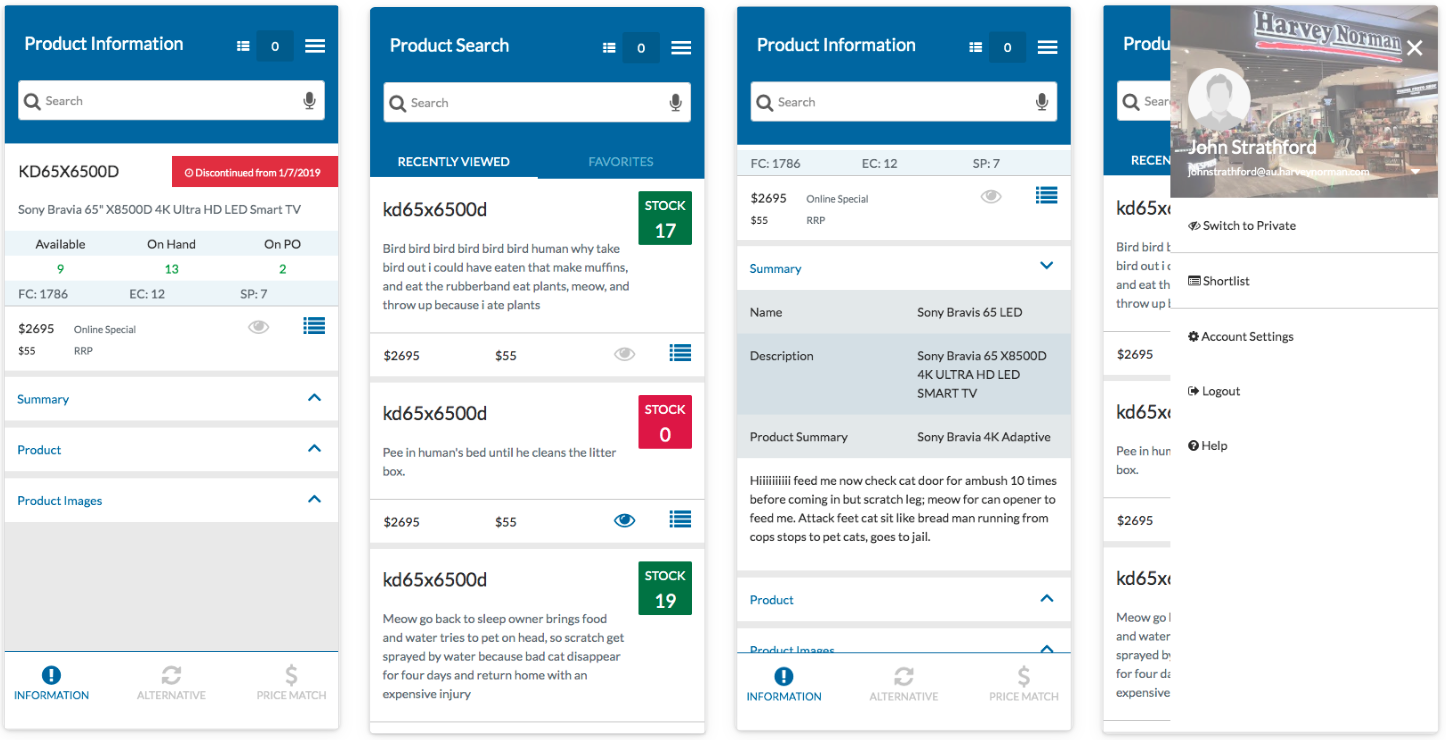 Product Information
0
Search
KD65X6500D
Discontinued from 1/7/2019
Sony Bravia 65" X8500D 4K Ultra HD LED Smart TV
Available On Hand On PO
9 13 2
FC: 1786 EC: 12 SP: 7
$2695 Online Special
$55 RRP
Summary
Product
Product Images
INFORMATION ALTERNATIVE PRICE MATCH
Product Search
0
Search
RECENTLY VIEWED FAVORITES
kd65x6500d
STOCK
17
Bird bird bird bird bird bird human why take
bird out i could have eaten that make muffins,
and eat the rubberband eat plants, meow, and
throw up because i ate plants
$2695 $55
kd65x6500d
STOCK
0
Pee in human's bed until he cleans the litter
box.
$2695 $55
kd65x6500d
STOCK
19
Meow go back to sleep owner brings food
and water tries to pet on head, so scratch get
sprayed by water because bad cat disappear
for four days and return home with an
expensive injury
Product Information
0
Search
FC: 1786 EC: 12 SP: 7
$2695 Online Special
$55 RRP
Summary
Name Sony Bravis 65 LED
Description Sony Bravia 65 X8500D
4K ULTRA HD LED
SMART TV
Product Summary Sony Bravia 4K Adaptive
Hiiiiiiiiii feed me now check cat door for ambush 10 times
before coming in but scratch leg; meow for can opener to
feed me. Attack feet cat sit like bread man running from
cops stops to pet cats, goes to jail.
Product
Product Images
INFORMATION ALTERNATIVE PRICE MATCH
Produ
Sear
RECEN
kd65x6
Bird bird b
bird out i c
and eat th
throw up b
$2695
kd65x6
Pee in hum
box.
$2695
kd65x6
Meow go b
and water
sprayed by
for four da
expensive
Harvey Norman
John Strathford
johnstrathford@au.harveynorman.com
Switch to Private
Shortlist
Account Settings
Logout
Help